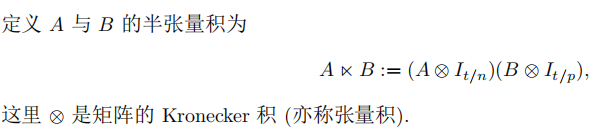 定义 A 与 B 的半张量积为
A ⋉ B := (A ⊗ I_{t/n})(B ⊗ I_{t/p}),
这里 ⊗ 是矩阵的 Kronecker 积 (亦称张量积).